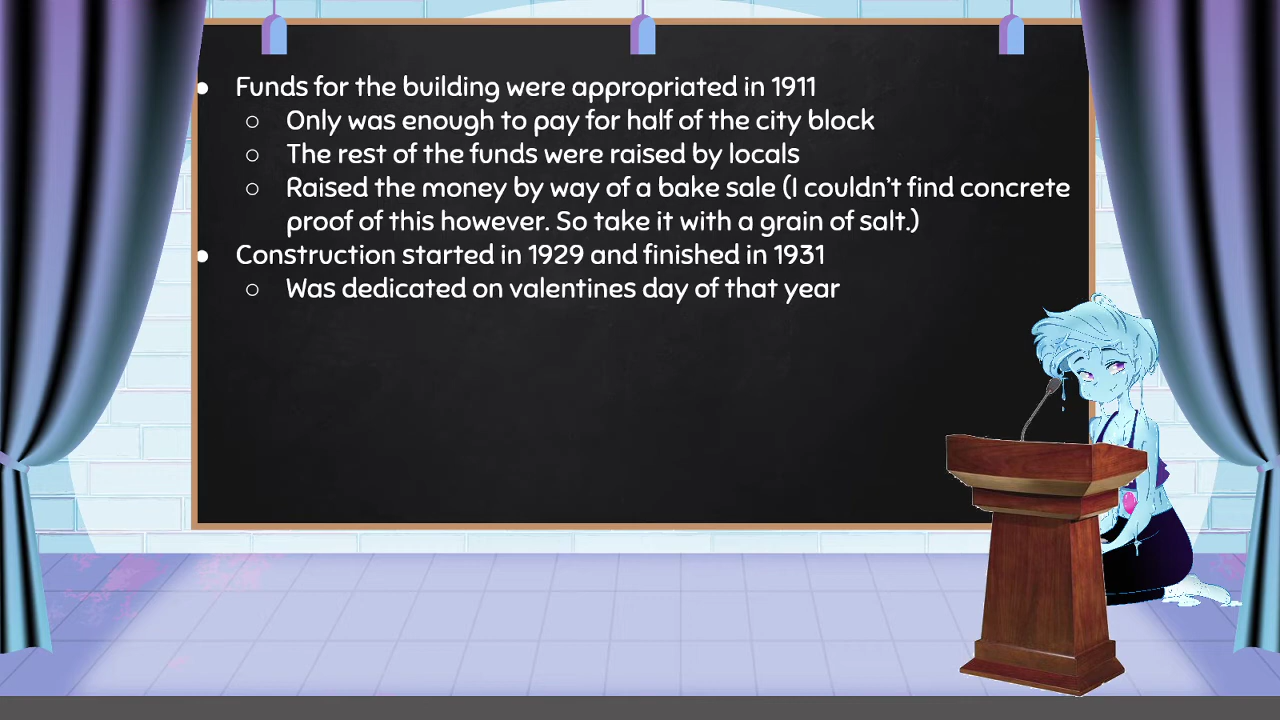 ● Funds for the building were appropriated in 1911
○ Only was enough to pay for half of the city block
○ The rest of the funds were raised by locals
○ Raised the money by way of a bake sale (I couldn't find concrete
proof of this however. So take it with a grain of salt.)
● Construction started in 1929 and finished in 1931
○ Was dedicated on valentines day of that year